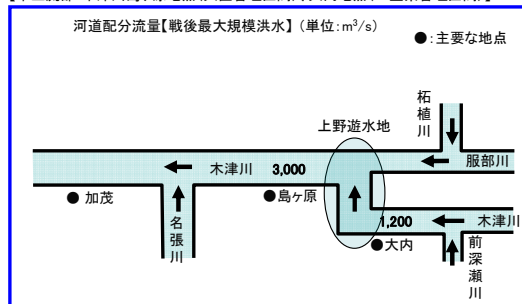 河道配分流量【戦後最大規模洪水】（単位：m³/s）
●：主要な地点
上野遊水地
柘植川
服部川
木津川
3,000
加茂
島ヶ原
名張川
1,200
木津川
大内
前深瀬川